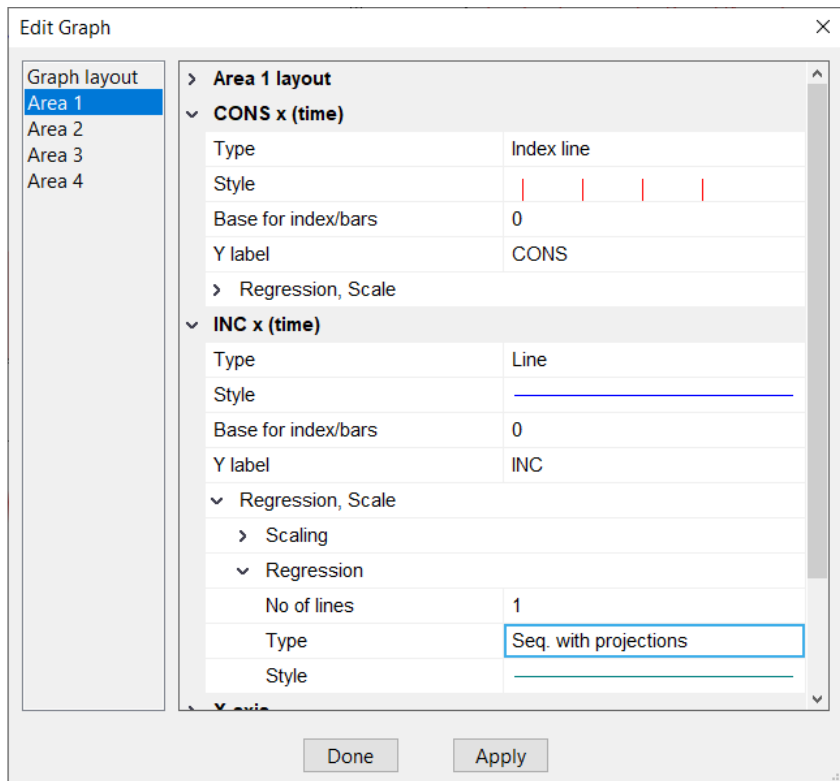 Edit Graph
Graph layout
Area 1
Area 2
Area 3
Area 4
Area 1 layout
CONS x (time)
Type Index line
Style
Base for index/bars 0
Y label CONS
Regression, Scale
INC x (time)
Type Line
Style
Base for index/bars 0
Y label INC
Regression, Scale
Scaling
Regression
No of lines 1
Type Seq. with projections
Style
X axis
Done Apply